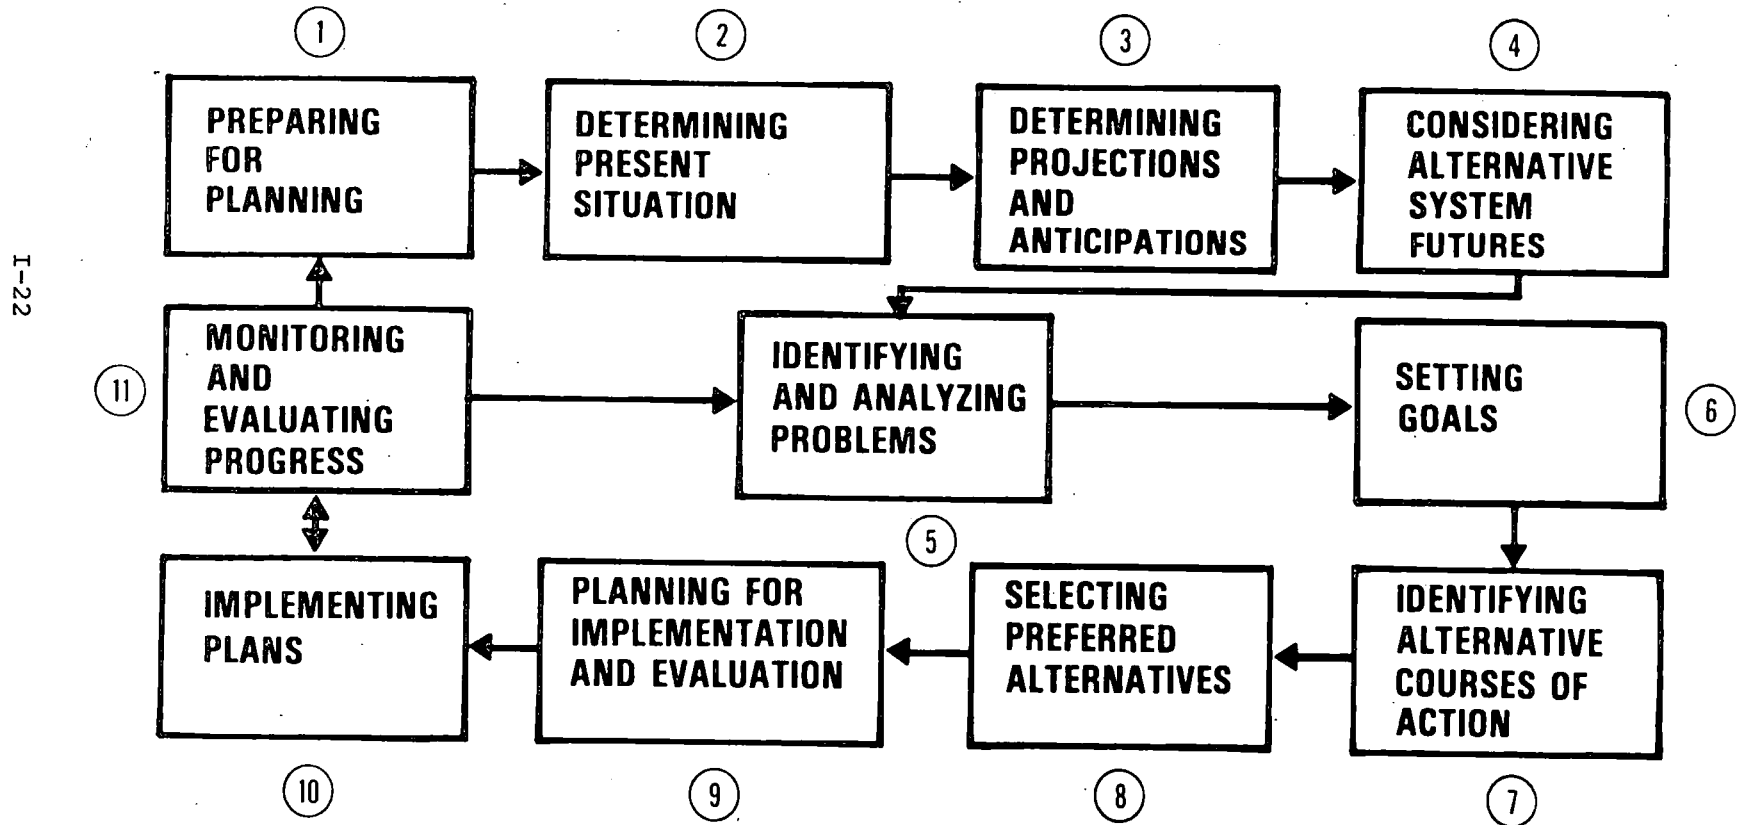 1
2
3
4
PREPARING
FOR
PLANNING
DETERMINING
PRESENT
SITUATION
DETERMINING
PROJECTIONS
AND
ANTICIPATIONS
CONSIDERING
ALTERNATIVE
SYSTEM
FUTURES
I-22
11
MONITORING
AND
EVALUATING
PROGRESS
IDENTIFYING
AND ANALYZING
PROBLEMS
5
SETTING
GOALS
6
IMPLEMENTING
PLANS
PLANNING FOR
IMPLEMENTATION
AND EVALUATION
SELECTING
PREFERRED
ALTERNATIVES
IDENTIFYING
ALTERNATIVE
COURSES OF
ACTION
10
9
8
7